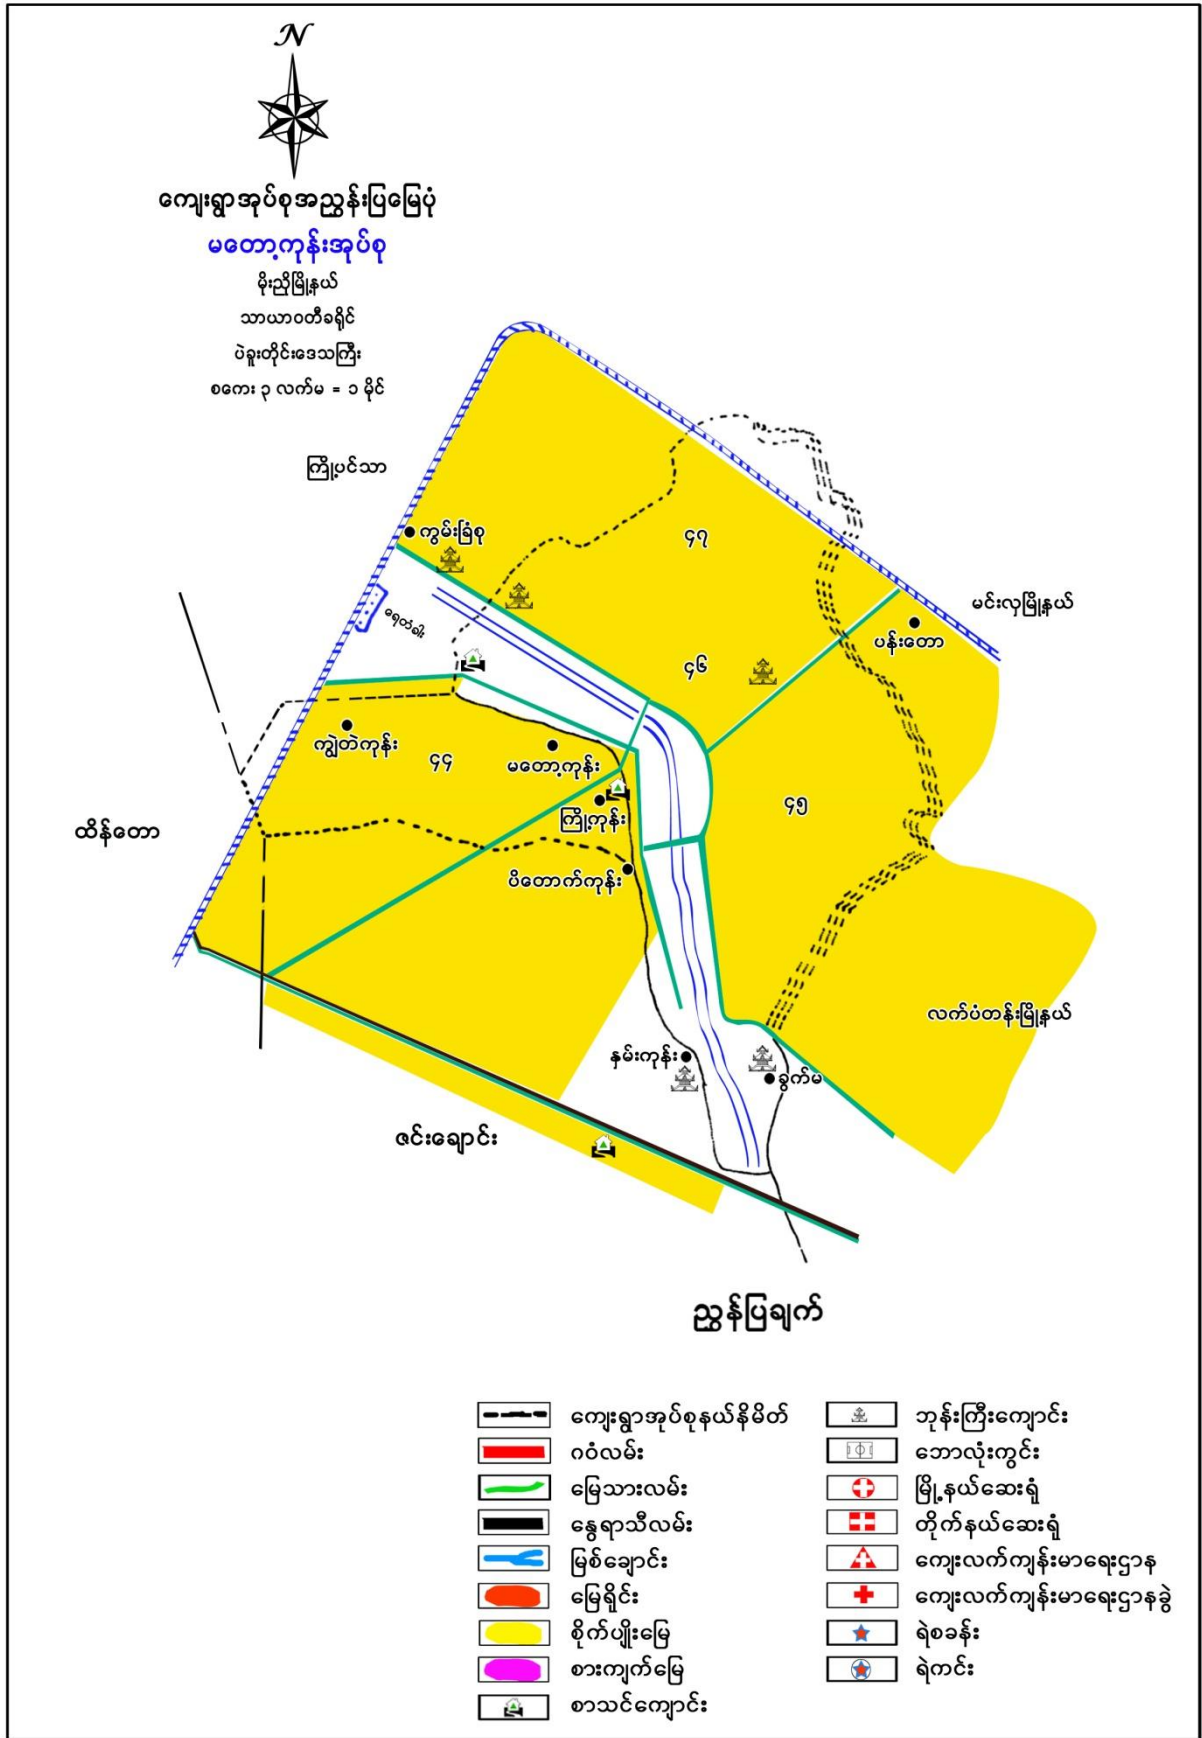 N
ကျေးရွာအုပ်စုအညွှန်းပြမြေပုံ
မတော့ကုန်းအုပ်စု
မိုးညိုမြို့နယ်
သာယာဝတီခရိုင်
ပဲခူးတိုင်းဒေသကြီး
စကေး ၃ လက်မ = ၁ မိုင်
ကြို့ပင်သာ
ကွမ်းခြံစု
၄၇
မင်းလှမြို့နယ်
ရေတံခါး
ပန်းတော
၄၆
ကျွဲတဲကုန်း
၄၄
မတော့ကုန်း
၄၅
ကြို့ကုန်း
ထိန်တော
ပိတောက်ကုန်း
လက်ပံတန်းမြို့နယ်
နှမ်းကုန်း
ခွက်မ
ဇင်းချောင်း
ညွှန်ပြချက်
ကျေးရွာအုပ်စုနယ်နိမိတ်
ဂဝံလမ်း
မြေသားလမ်း
နွေရာသီလမ်း
မြစ်ချောင်း
မြေရိုင်း
စိုက်ပျိုးမြေ
စားကျက်မြေ
စာသင်ကျောင်း
ဘုန်းကြီးကျောင်း
ဘောလုံးကွင်း
မြို့နယ်ဆေးရုံ
တိုက်နယ်ဆေးရုံ
ကျေးလက်ကျန်းမာရေးဌာန
ကျေးလက်ကျန်းမာရေးဌာနခွဲ
ရဲစခန်း
ရဲကင်း